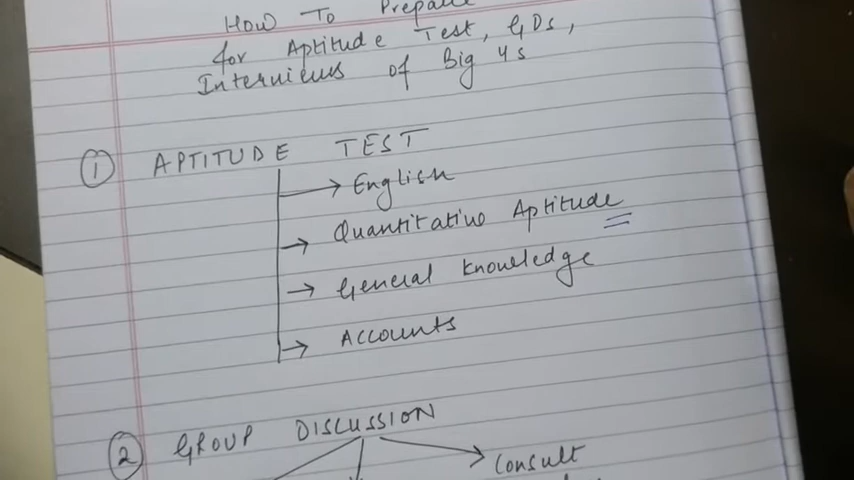 How To Prepare
for Aptitude Test, GDs,
Interviews of Big 4s
1 APTITUDE TEST
→ English
→ Quantitative Aptitude
→ General Knowledge
→ Accounts
2 GROUP DISCUSSION
Consult